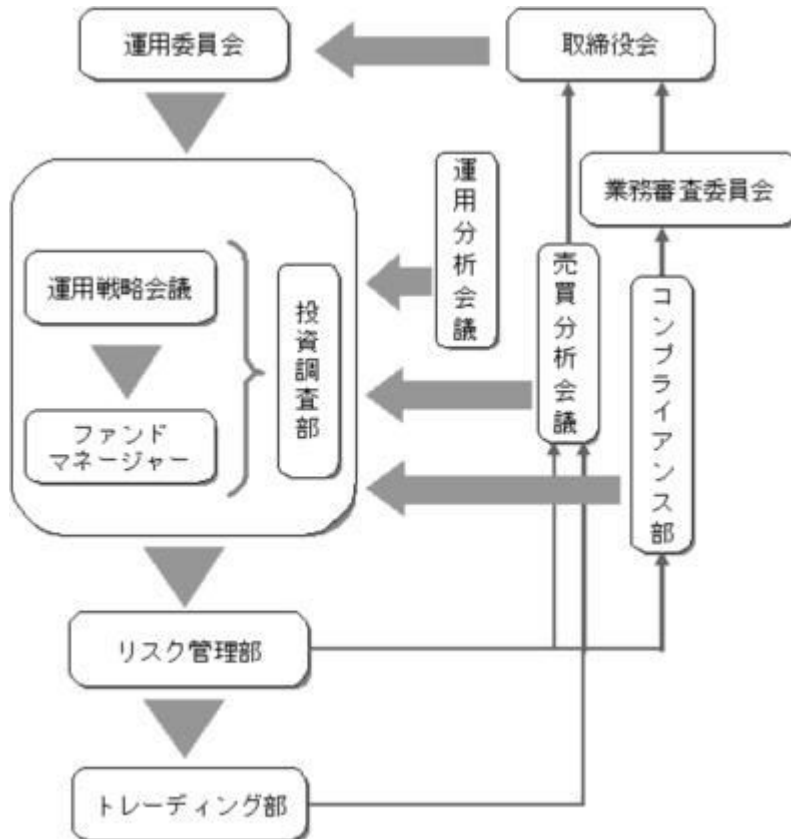 運用委員会
取締役会
業務審査委員会
運用分析会議
売買分析会議
コンプライアンス部
運用戦略会議
投資調査部
ファンド
マネージャー
リスク管理部
トレーディング部